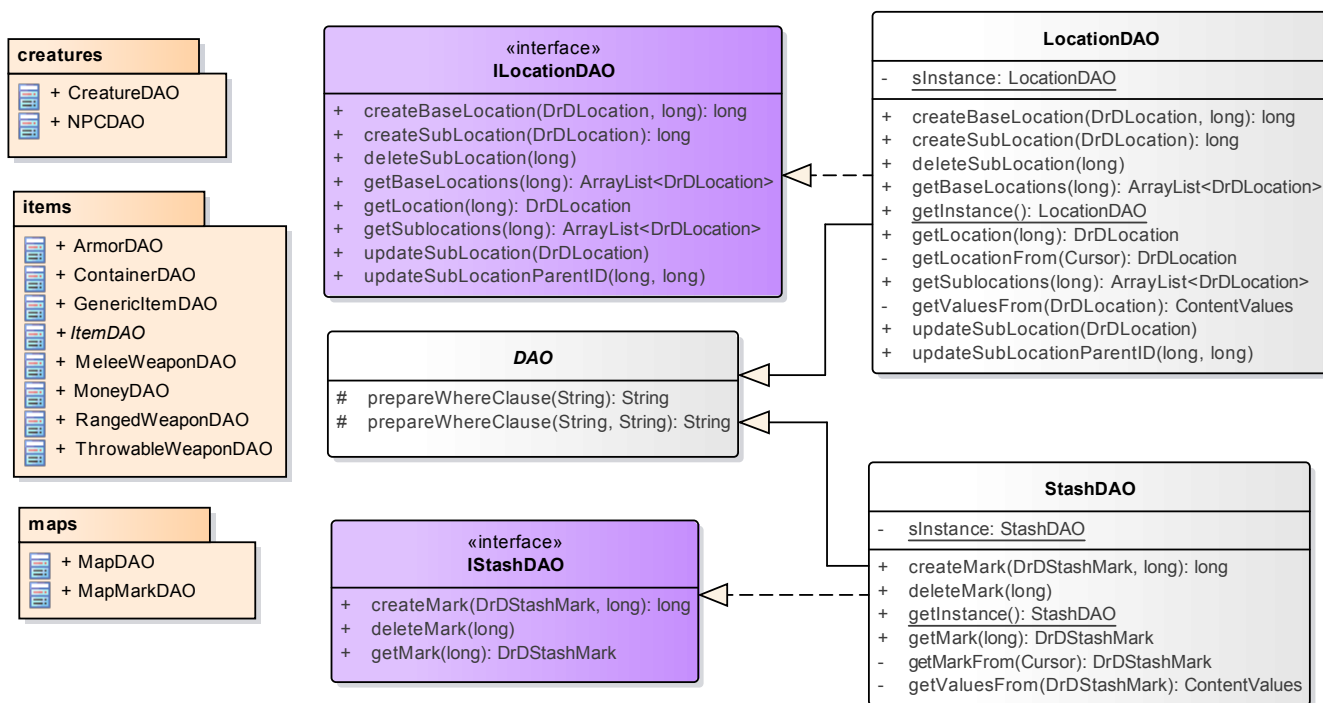 creatures
+ CreatureDAO
+ NPCDAO
items
+ ArmorDAO
+ ContainerDAO
+ GenericItemDAO
+ ItemDAO
+ MeleeWeaponDAO
+ MoneyDAO
+ RangedWeaponDAO
+ ThrowableWeaponDAO
maps
+ MapDAO
+ MapMarkDAO
«interface»
ILocationDAO
+ createBaseLocation(DrDLocation, long): long
+ createSubLocation(DrDLocation): long
+ deleteSubLocation(long)
+ getBaseLocations(long): ArrayList<DrDLocation>
+ getLocation(long): DrDLocation
+ getSublocations(long): ArrayList<DrDLocation>
+ updateSubLocation(DrDLocation)
+ updateSubLocationParentID(long, long)
DAO
# prepareWhereClause(String): String
# prepareWhereClause(String, String): String
«interface»
IStashDAO
+ createMark(DrDStashMark, long): long
+ deleteMark(long)
+ getMark(long): DrDStashMark
LocationDAO
- sInstance: LocationDAO
+ createBaseLocation(DrDLocation, long): long
+ createSubLocation(DrDLocation): long
+ deleteSubLocation(long)
+ getBaseLocations(long): ArrayList<DrDLocation>
+ getInstance(): LocationDAO
+ getLocation(long): DrDLocation
- getLocationFrom(Cursor): DrDLocation
+ getSublocations(long): ArrayList<DrDLocation>
- getValuesFrom(DrDLocation): ContentValues
+ updateSubLocation(DrDLocation)
+ updateSubLocationParentID(long, long)
StashDAO
- sInstance: StashDAO
+ createMark(DrDStashMark, long): long
+ deleteMark(long)
+ getInstance(): StashDAO
+ getMark(long): DrDStashMark
- getMarkFrom(Cursor): DrDStashMark
- getValuesFrom(DrDStashMark): ContentValues